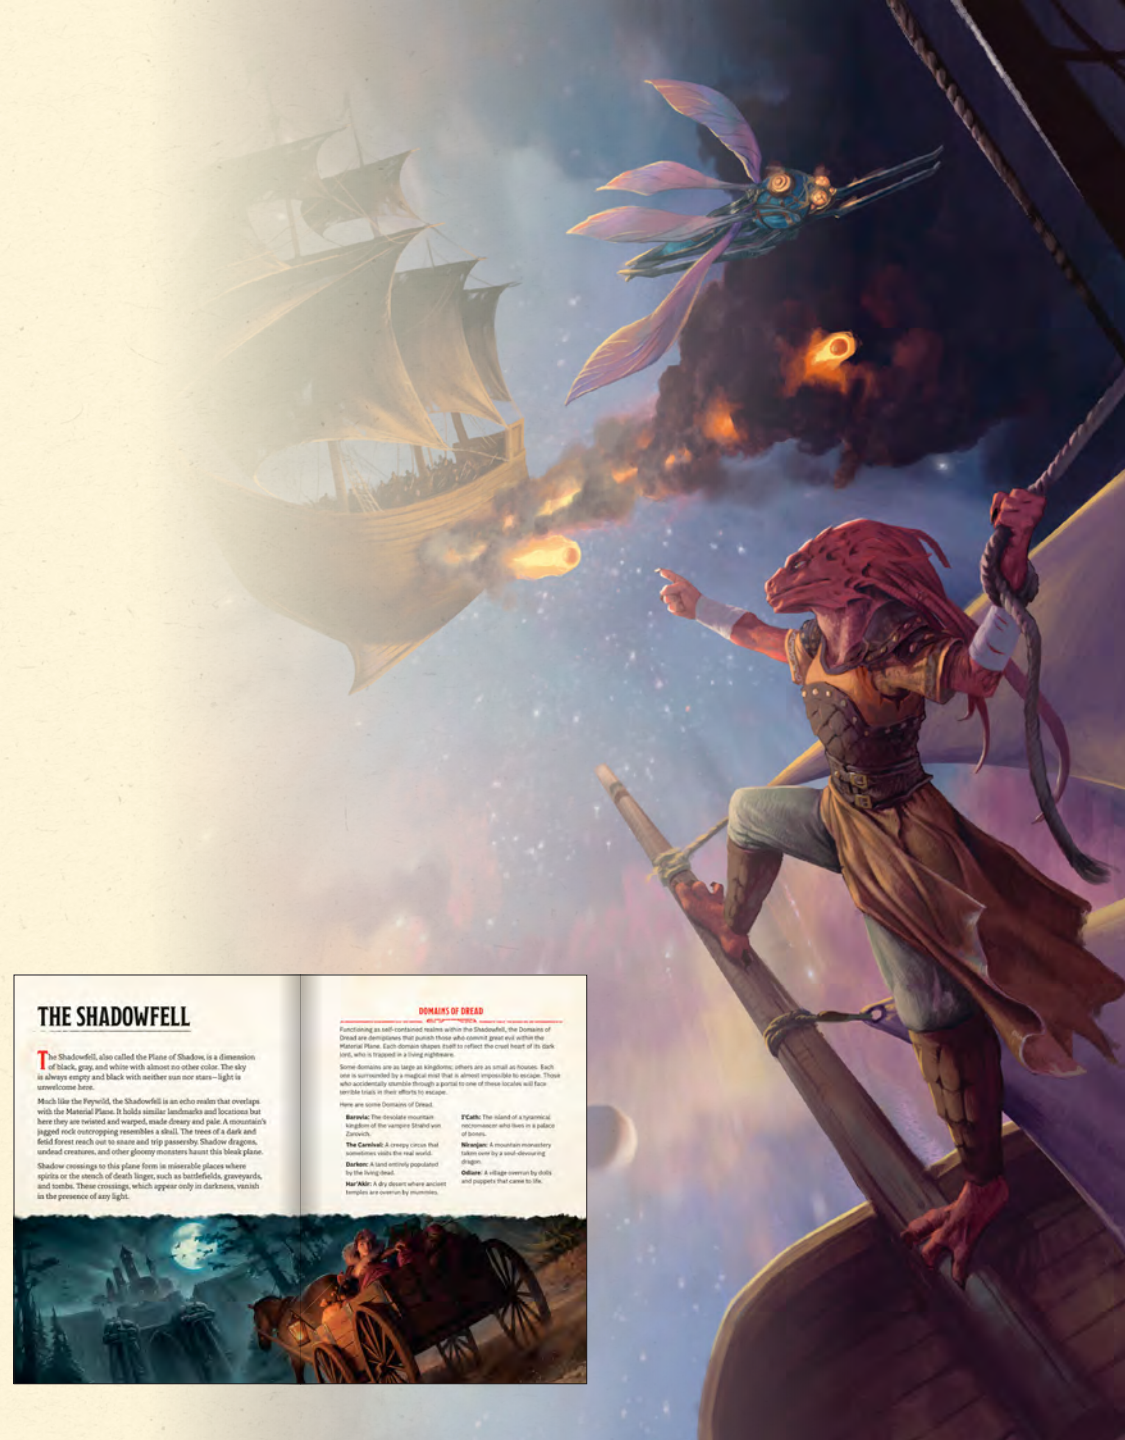 THE SHADOWFELL
The Shadowfell, also called the Plane of Shadow, is a dimension
of black, gray, and white with almost no other color. The sky
is always empty and black with neither sun nor stars—light is
unwelcome here.
Much like the Feywild, the Shadowfell is an echo realm that overlaps
with the Material Plane. It holds similar landmarks and locations but
here they are twisted and warped, made dreary and pale. A mountain's
jagged rock outcropping resembles a skull. The trees of a dark and
fetid forest reach out to snare and trip passersby. Shadow dragons,
undead creatures, and other gloomy monsters haunt this bleak plane.
Shadow crossings to this plane form in miserable places where
spirits or the stench of death linger, such as battlefields, graveyards,
and tombs. These crossings, which appear only in darkness, vanish
in the presence of any light.
DOMAINS OF DREAD
Functioning as self-contained realms within the Shadowfell, the Domains of
Dread are demiplanes that punish those who commit great evil within the
Material Plane. Each domain shapes itself to reflect the cruel heart of its dark
lord, who is trapped in a living nightmare.
Some domains are as large as kingdoms; others are as small as houses. Each
one is surrounded by a magical mist that is almost impossible to escape. Those
who accidentally stumble through a portal to one of these locales will face
terrible trials in their efforts to escape.
Here are some Domains of Dread.
Barovia: The desolate mountain
kingdom of the vampire Strahd von
Zarovich.
The Carnival: A creepy circus that
sometimes visits the real world.
Darkon: A land entirely populated
by the living dead.
Har'Akir: A dry desert where ancient
temples are overrun by mummies.
I'Cath: The island of a tyrannical
necromancer who lives in a palace
of bones.
Niranjan: A mountain monastery
taken over by a soul-devouring
dragon.
Odiare: A village overrun by dolls
and puppets that came to life.